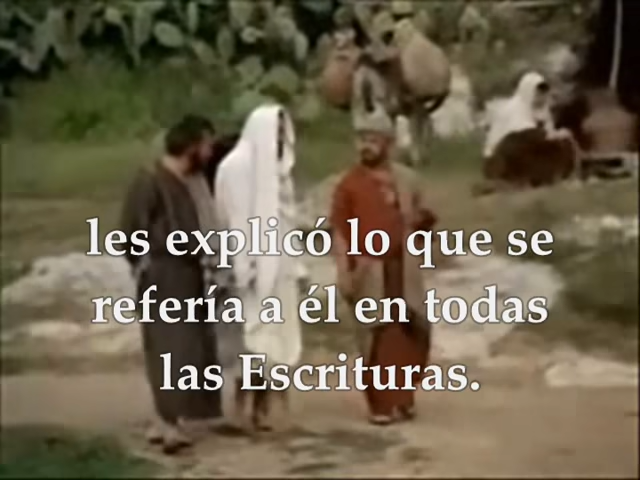 les explicó lo que se
refería a él en todas
las Escrituras.